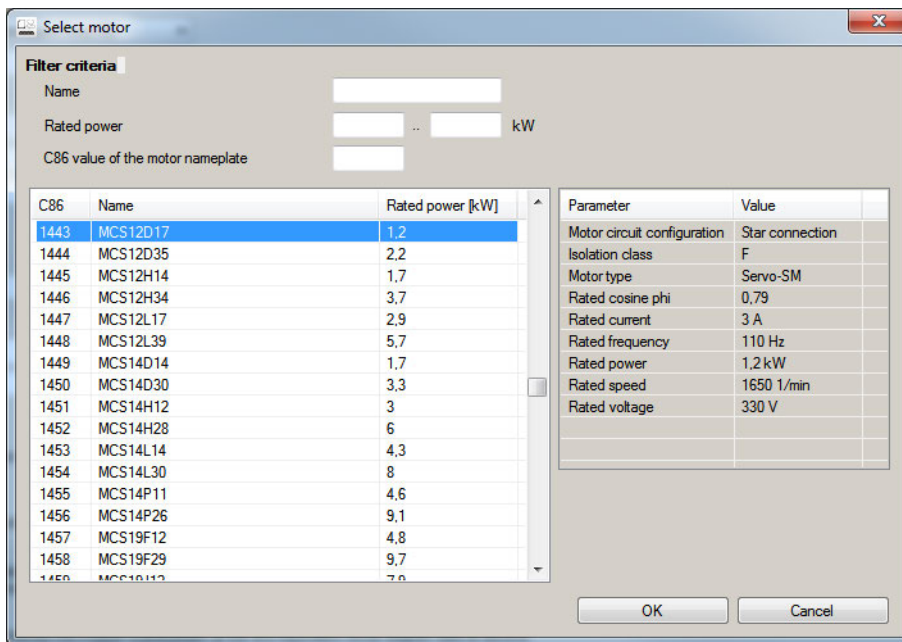 Select motor
Filter criteria
Name
Rated power .. kW
C86 value of the motor nameplate
C86 Name Rated power [kW]
1443 MCS12D17 1,2
1444 MCS12D35 2,2
1445 MCS12H14 1,7
1446 MCS12H34 3,7
1447 MCS12L17 2,9
1448 MCS12L39 5,7
1449 MCS14D14 1,7
1450 MCS14D30 3,3
1451 MCS14H12 3
1452 MCS14H28 6
1453 MCS14L14 4,3
1454 MCS14L30 8
1455 MCS14P11 4,6
1456 MCS14P26 9,1
1457 MCS19F12 4,8
1458 MCS19F29 9,7
Parameter Value
Motor circuit configuration Star connection
Isolation class F
Motor type Servo-SM
Rated cosine phi 0,79
Rated current 3 A
Rated frequency 110 Hz
Rated power 1,2 kW
Rated speed 1650 1/min
Rated voltage 330 V
OK Cancel